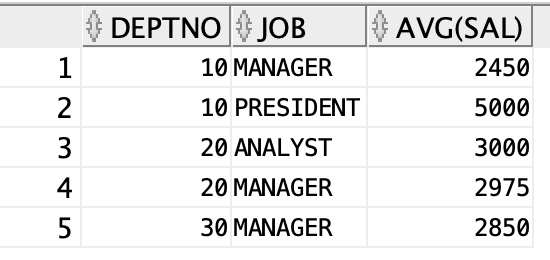 DEPTNO JOB AVG(SAL)
1 10 MANAGER 2450
2 10 PRESIDENT 5000
3 20 ANALYST 3000
4 20 MANAGER 2975
5 30 MANAGER 2850